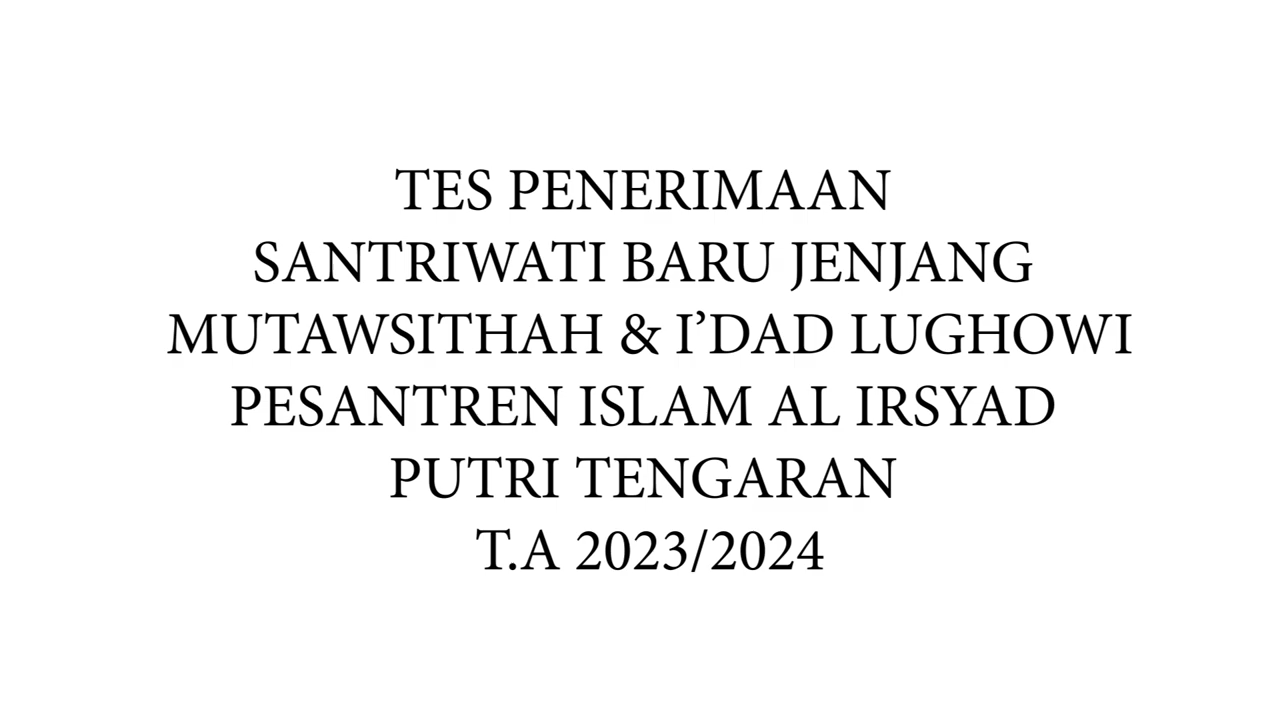 TES PENERIMAAN
SANTRIWATI BARU JENJANG
MUTAWSITHAH & I’DAD LUGHOWI
PESANTREN ISLAM AL IRSYAD
PUTRI TENGARAN
T.A 2023/2024